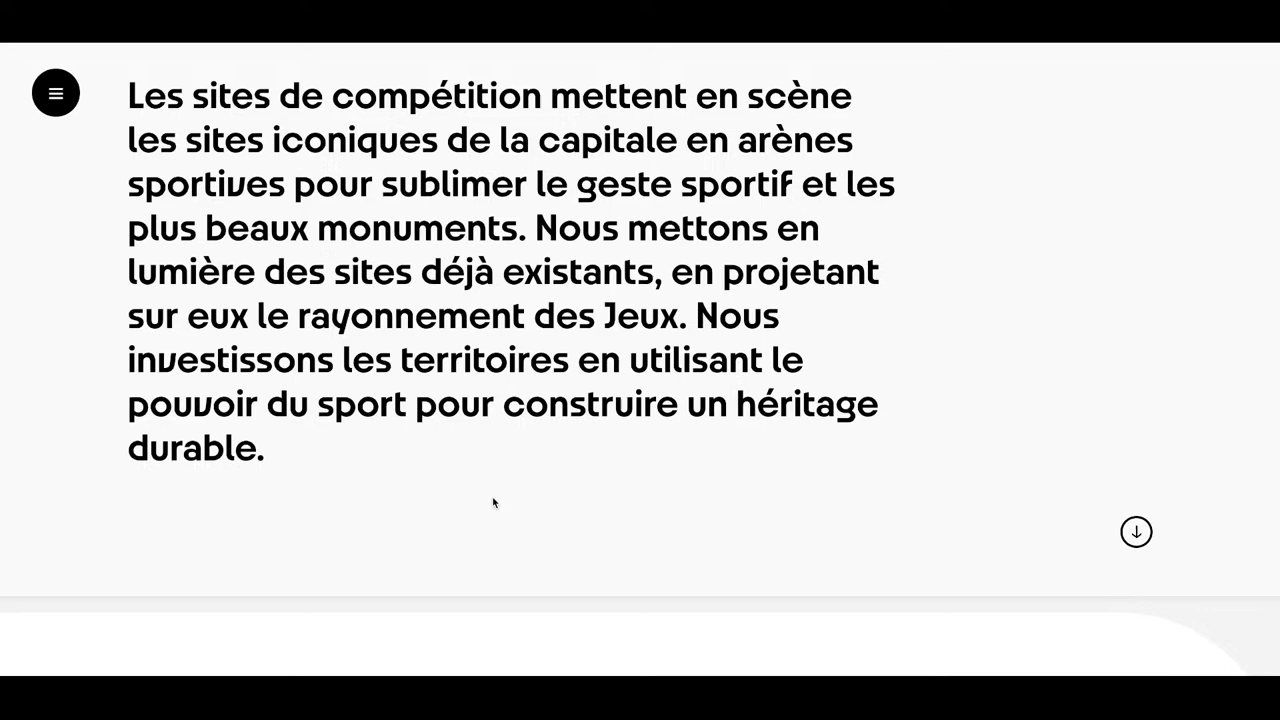 Les sites de compétition mettent en scène
les sites iconiques de la capitale en arènes
sportives pour sublimer le geste sportif et les
plus beaux monuments. Nous mettons en
lumière des sites déjà existants, en projetant
sur eux le rayonnement des Jeux. Nous
investissons les territoires en utilisant le
pouvoir du sport pour construire un héritage
durable.